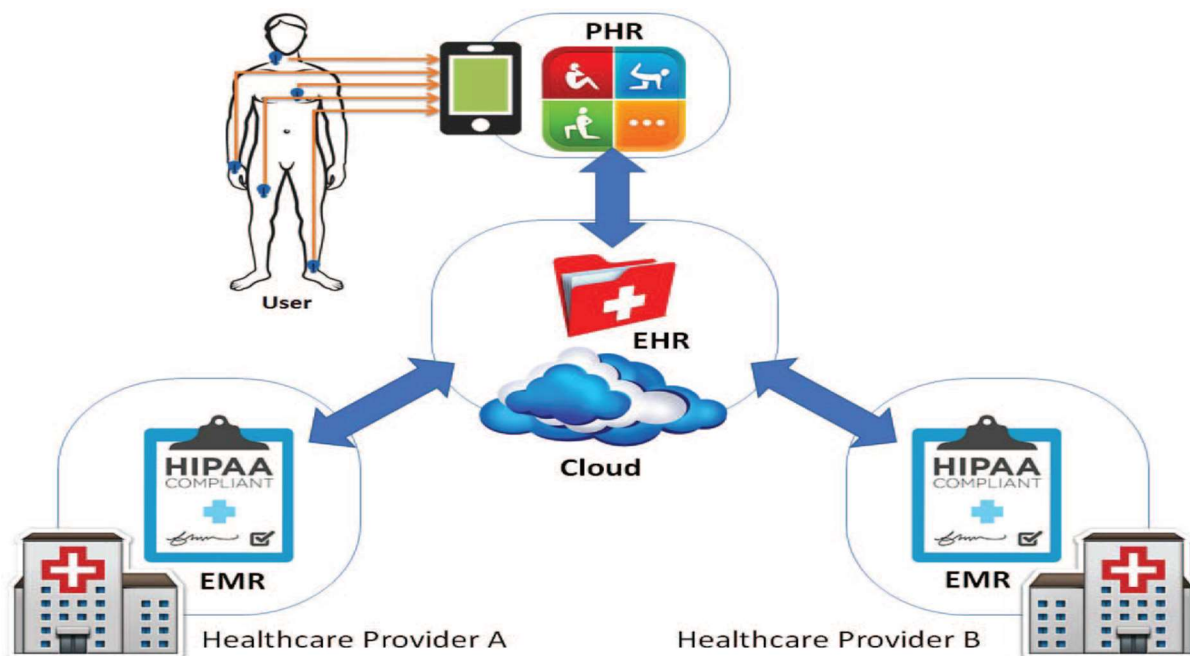 PHR
User
EHR
Cloud
HIPAA
COMPLIANT
EMR
HIPAA
COMPLIANT
EMR
Healthcare Provider A
Healthcare Provider B